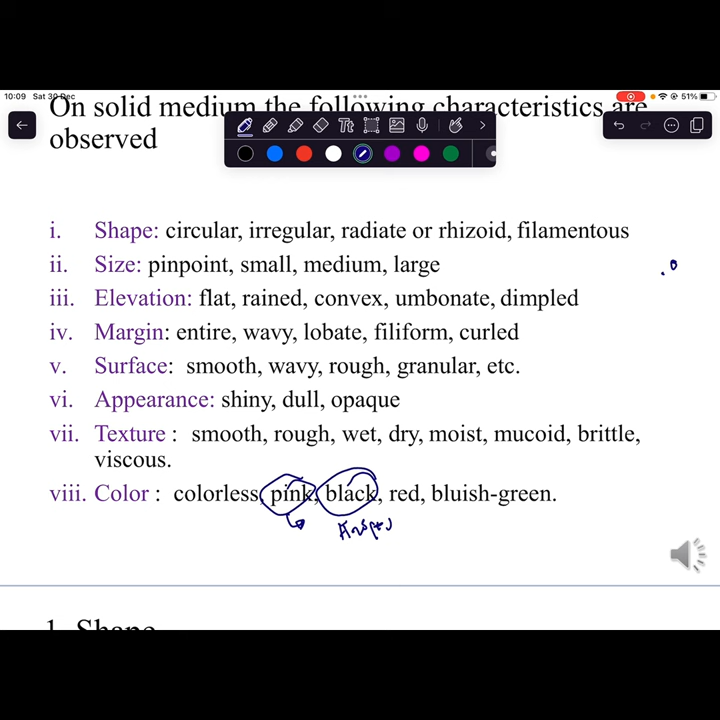 10:09 Sat 30 Dec
51%
On solid medium the following characteristics are
observed
Tt
i. Shape: circular, irregular, radiate or rhizoid, filamentous
ii. Size: pinpoint, small, medium, large
iii. Elevation: flat, rained, convex, umbonate, dimpled
iv. Margin: entire, wavy, lobate, filiform, curled
v. Surface: smooth, wavy, rough, granular, etc.
vi. Appearance: shiny, dull, opaque
vii. Texture : smooth, rough, wet, dry, moist, mucoid, brittle,
viscous.
viii. Color : colorless, pink, black, red, bluish-green.
1. Shape